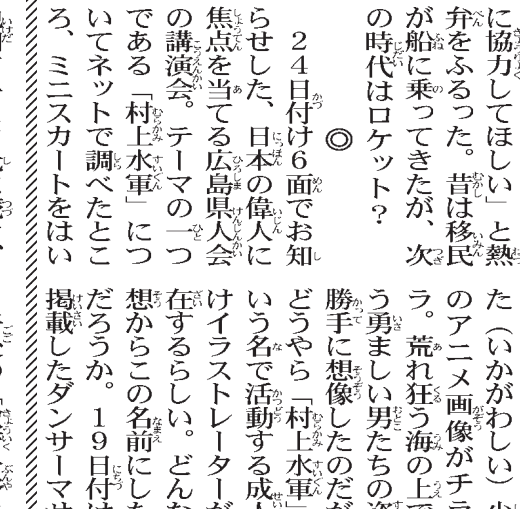 に協力してほしい」と熱
弁をふるった。昔は移民
が船に乗ってきたが、次
の時代はロケット？
◎
２４日付け６面でお知
らせした、日本の偉人に
焦点を当てる広島県人会
の講演会。テーマの一つ
である「村上水軍」につ
いてネットで調べたとこ
ろ、ミニスカートをはい
た（いかがわしい）
のアニメ画像がチラ
ラ。荒れ狂う海の上で
う勇ましい男たちの姿
勝手に想像したのだが
どうやら「村上水軍」
いう名で活動する成人
けイラストレーターが
在するらしい。どんな
想からこの名前にした
だろうか。１９日付け
掲載したダンサーマサ